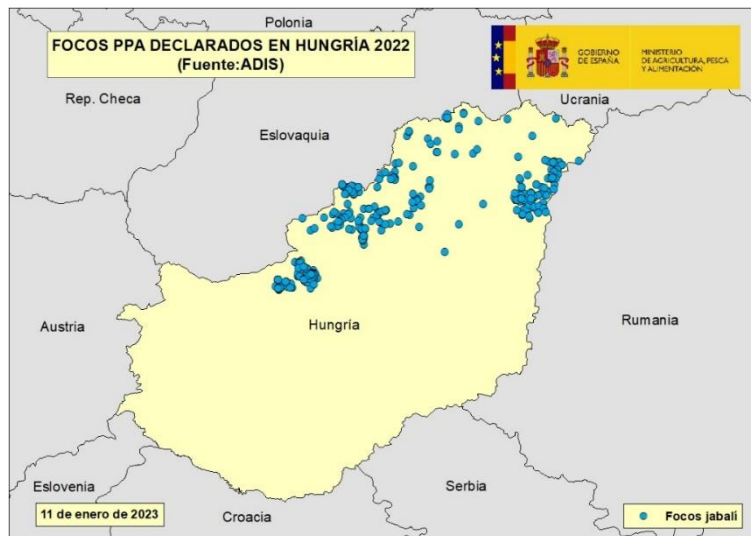 Polonia
FOCOS PPA DECLARADOS EN HUNGRÍA 2022
(Fuente:ADIS)
GOBIERNO
DE ESPAÑA
MINISTERIO
DE AGRICULTURA, PESCA
Y ALIMENTACIÓN
Rep. Checa
Ucrania
Eslovaquia
Austria
Hungría
Rumania
Eslovenia
Serbia
11 de enero de 2023
Croacia
Focos jabalí